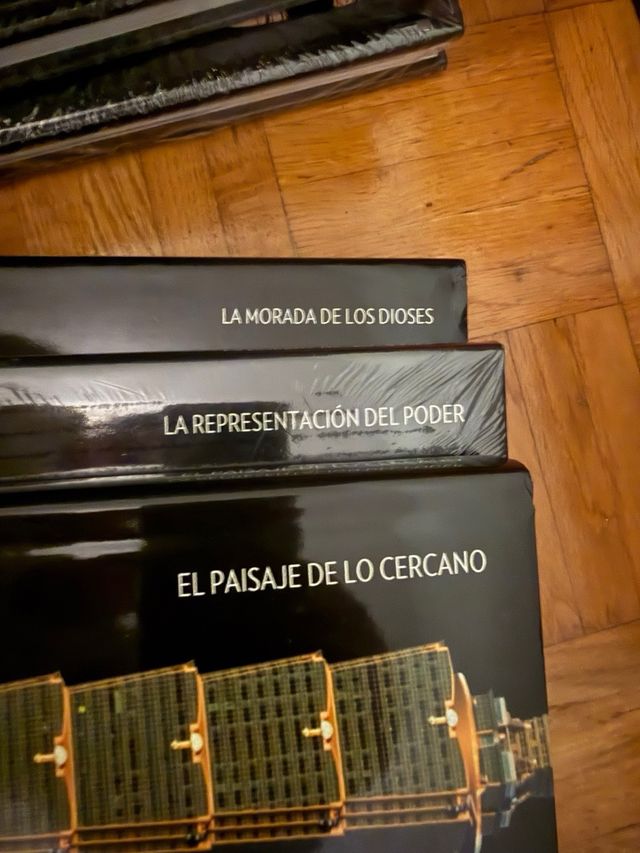 LA MORADA DE LOS DIOSES
LA REPRESENTACIÓN DEL PODER
EL PAISAJE DE LO CERCANO